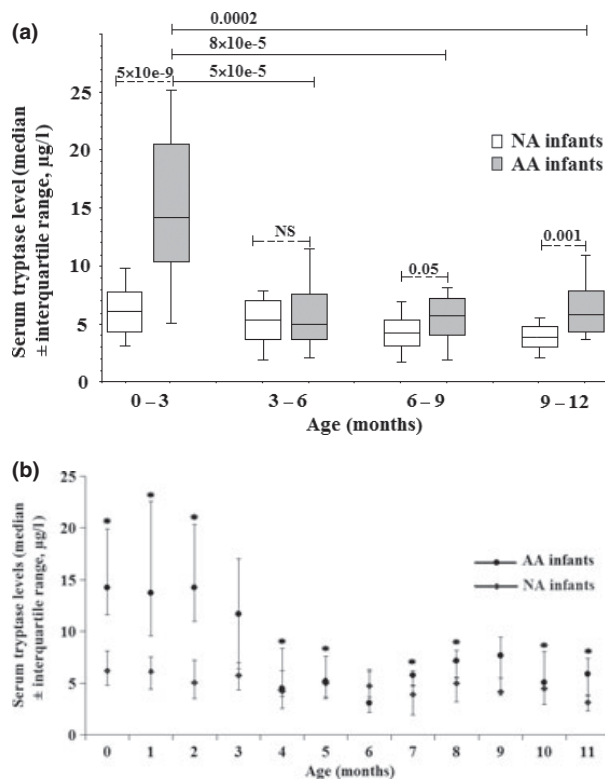 (a)
0.0002
8×10e-5
5×10e-9
5×10e-5
30
25
20
15
10
5
0
Serum tryptase level (median
± interquartile range, µg/l)
NA infants
AA infants
NS
0.05
0.001
0 – 3
3 – 6
6 – 9
9 – 12
Age (months)
(b)
25
20
15
10
5
0
Serum tryptase levels (median
± interquartile range, µg/l)
AA infants
NA infants
0 1 2 3 4 5 6 7 8 9 10 11
Age (months)